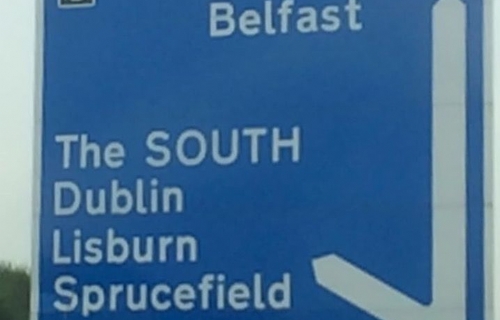 Belfast
The SOUTH
Dublin
Lisburn
Sprucefield